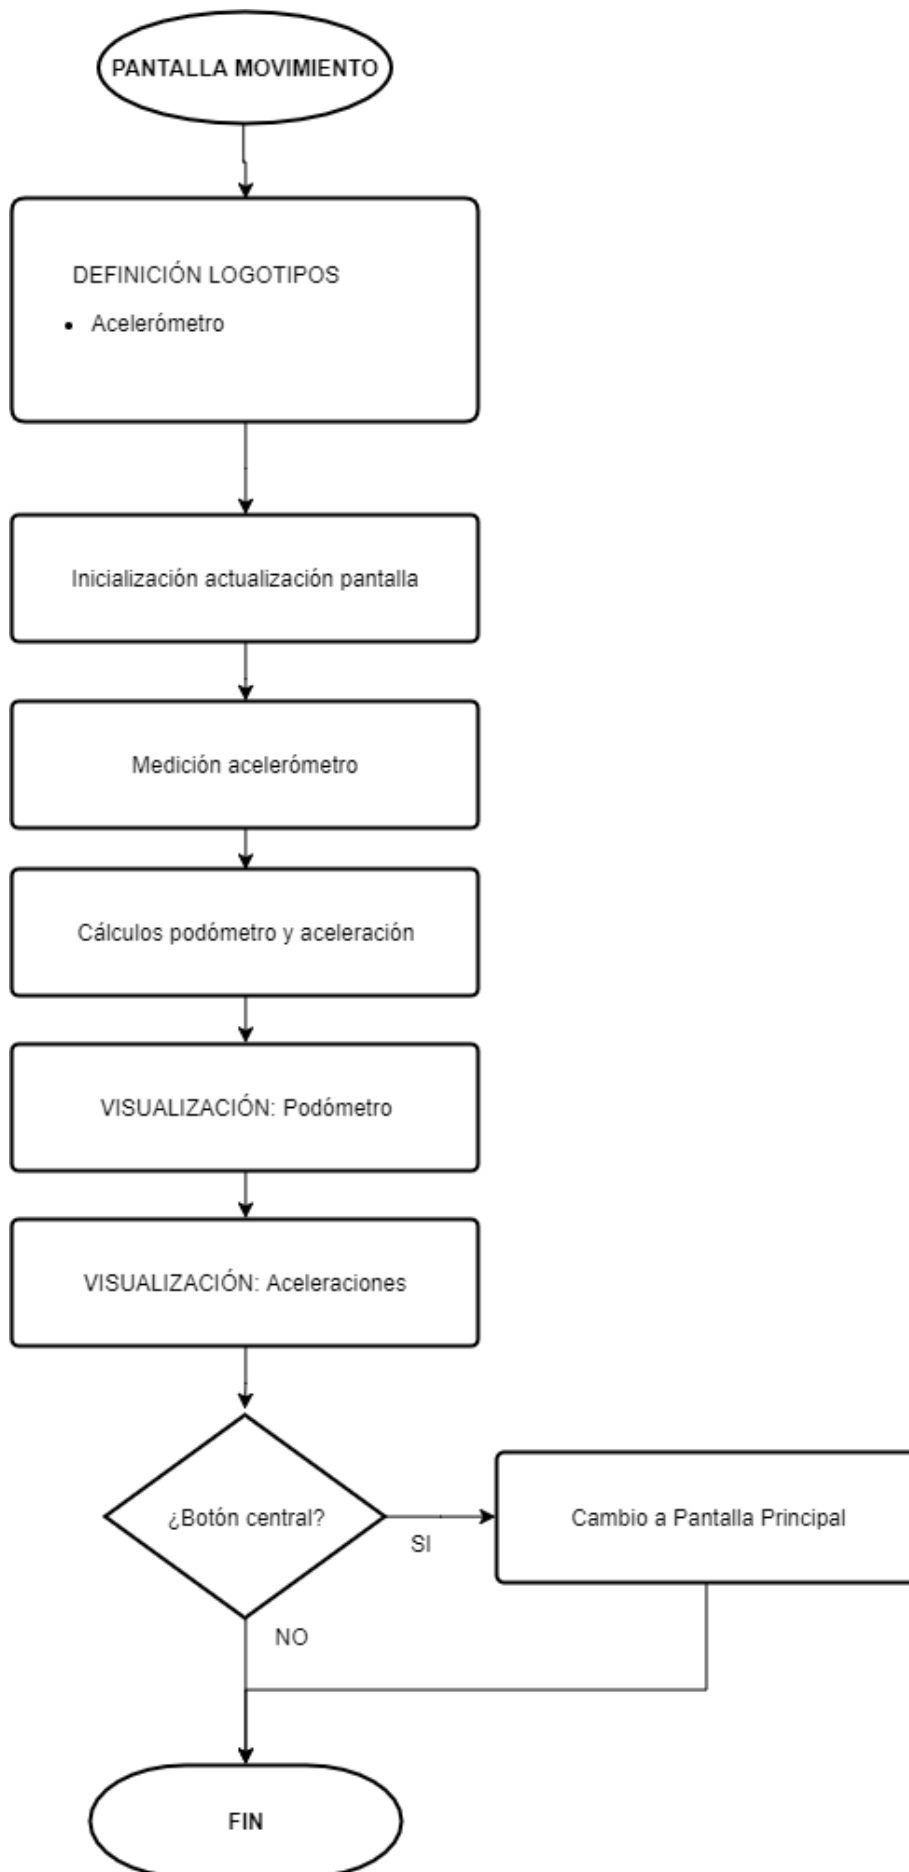 PANTALLA MOVIMIENTO
DEFINICIÓN LOGOTIPOS
• Acelerómetro
Inicialización actualización pantalla
Medición acelerómetro
Cálculos podómetro y aceleración
VISUALIZACIÓN: Podómetro
VISUALIZACIÓN: Aceleraciones
¿Botón central?
SI
Cambio a Pantalla Principal
NO
FIN